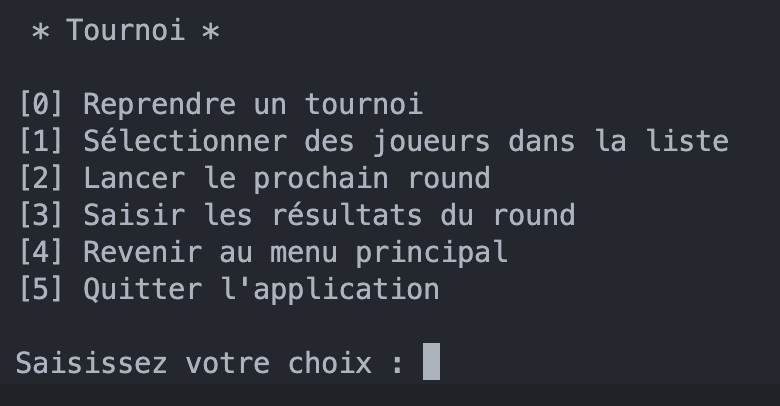 * Tournoi *
[0] Reprendre un tournoi
[1] Sélectionner des joueurs dans la liste
[2] Lancer le prochain round
[3] Saisir les résultats du round
[4] Revenir au menu principal
[5] Quitter l'application
Saisissez votre choix :